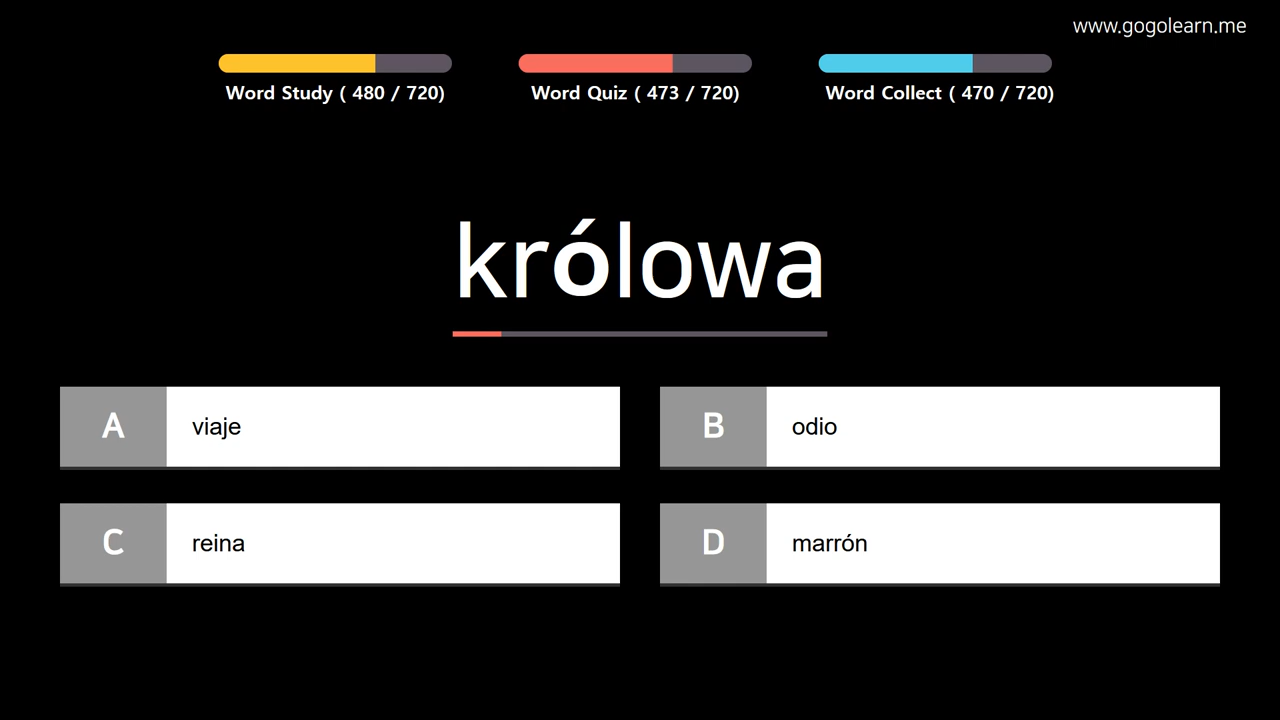 www.gogolearn.me
Word Study ( 480 / 720)
Word Quiz ( 473 / 720)
Word Collect ( 470 / 720)
królowa
A viaje
B odio
C reina
D marrón